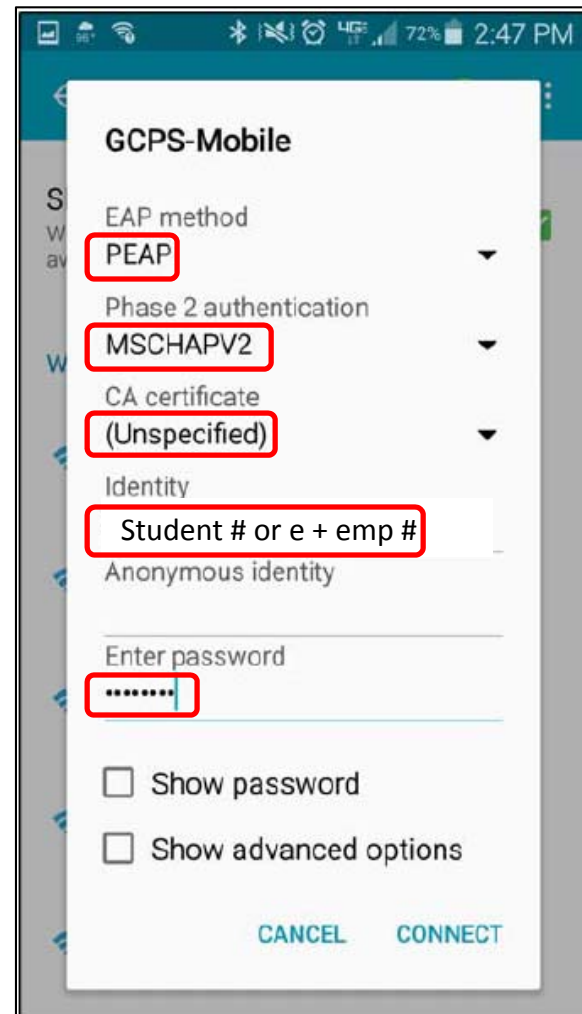 72% 2:47 PM
GCPS-Mobile
S
EAP method
W
PEAP
av
Phase 2 authentication
MSCHAPV2
W
CA certificate
(Unspecified)
Identity
Student # or e + emp #
Anonymous identity
Enter password
••••••••
Show password
Show advanced options
CANCEL CONNECT